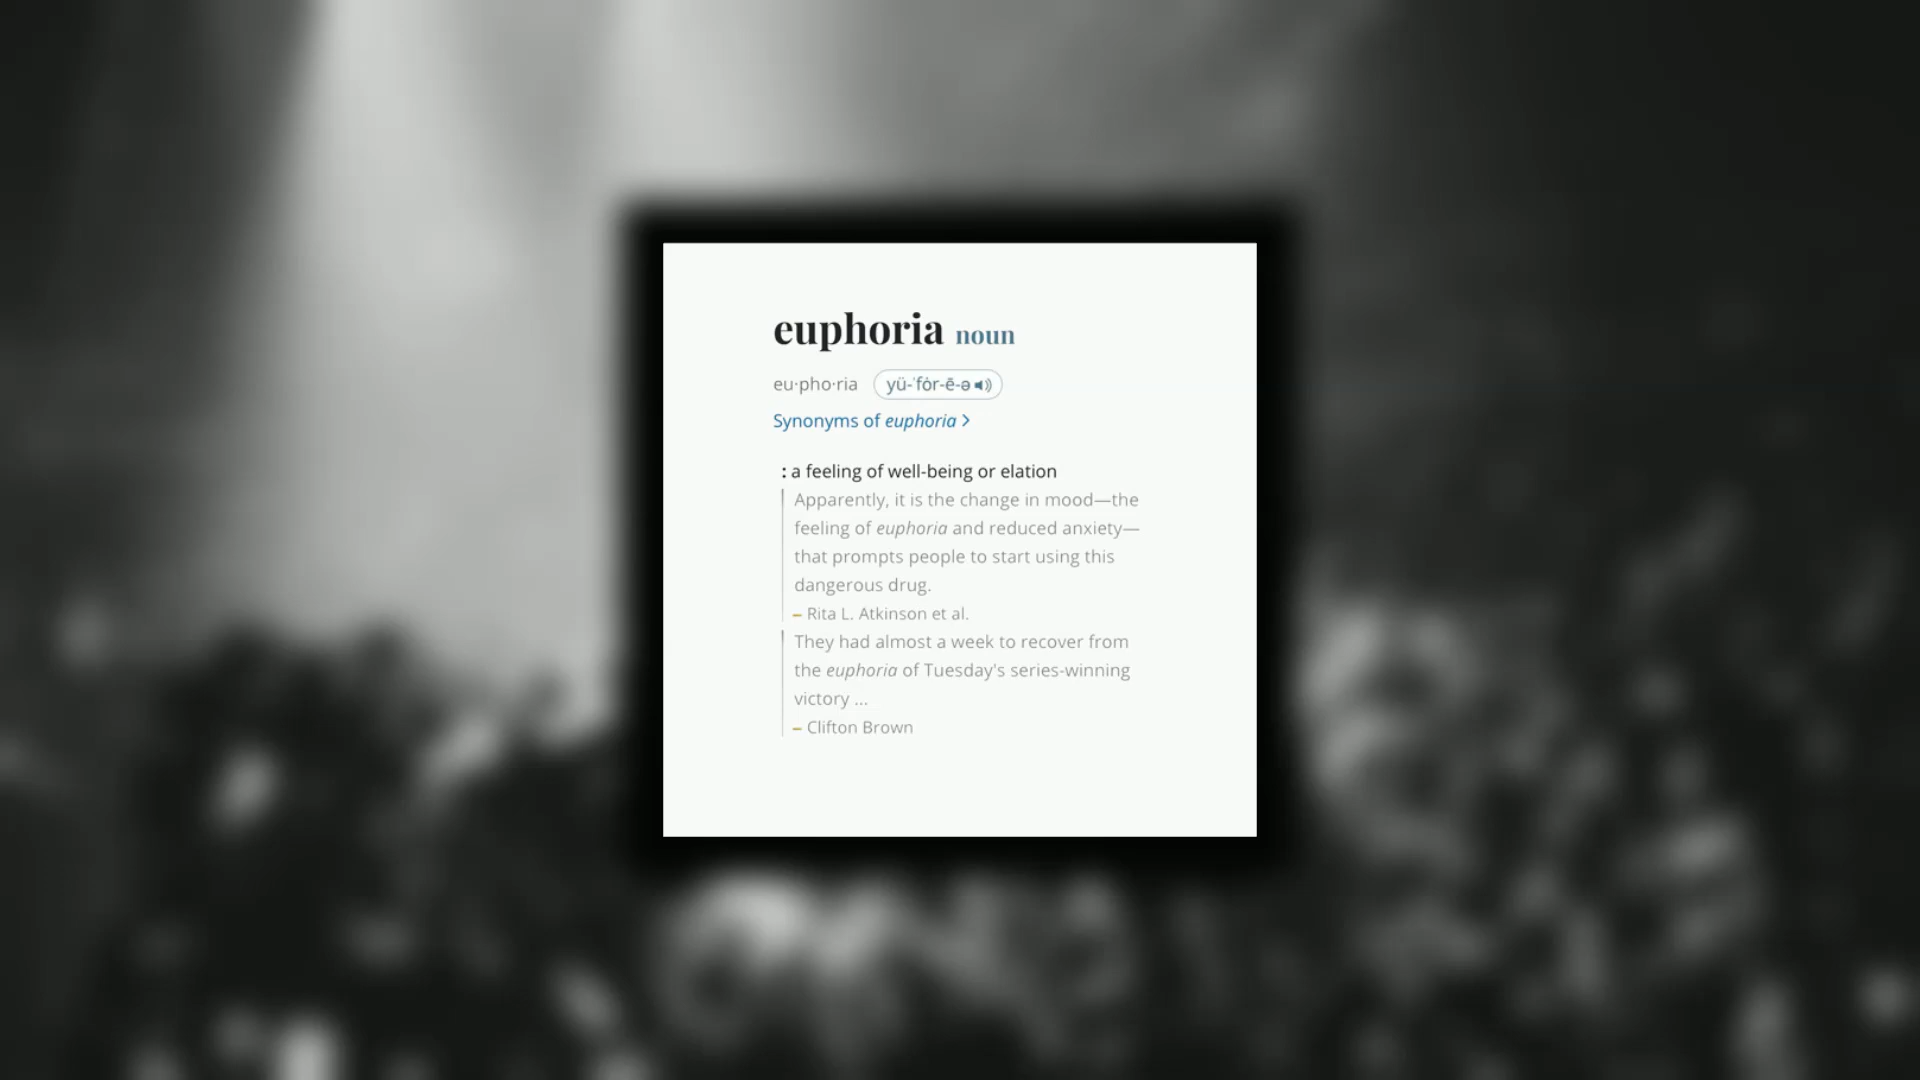 euphoria noun
eu·pho·ria yü-ˈfȯr-ē-ə
Synonyms of euphoria >
: a feeling of well-being or elation
Apparently, it is the change in mood—the
feeling of euphoria and reduced anxiety—
that prompts people to start using this
dangerous drug.
– Rita L. Atkinson et al.
They had almost a week to recover from
the euphoria of Tuesday's series-winning
victory ...
– Clifton Brown